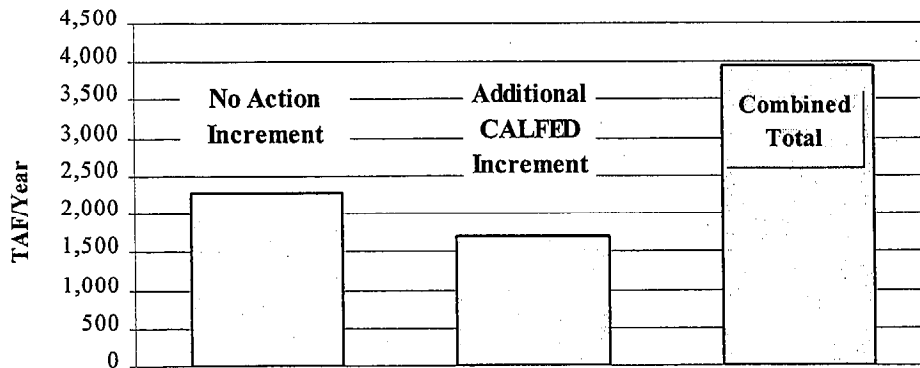 4,500
4,000
3,500
3,000
2,500
2,000
1,500
1,000
500
0
TAF/Year
No Action
Increment
Additional
CALFED
Increment
Combined
Total